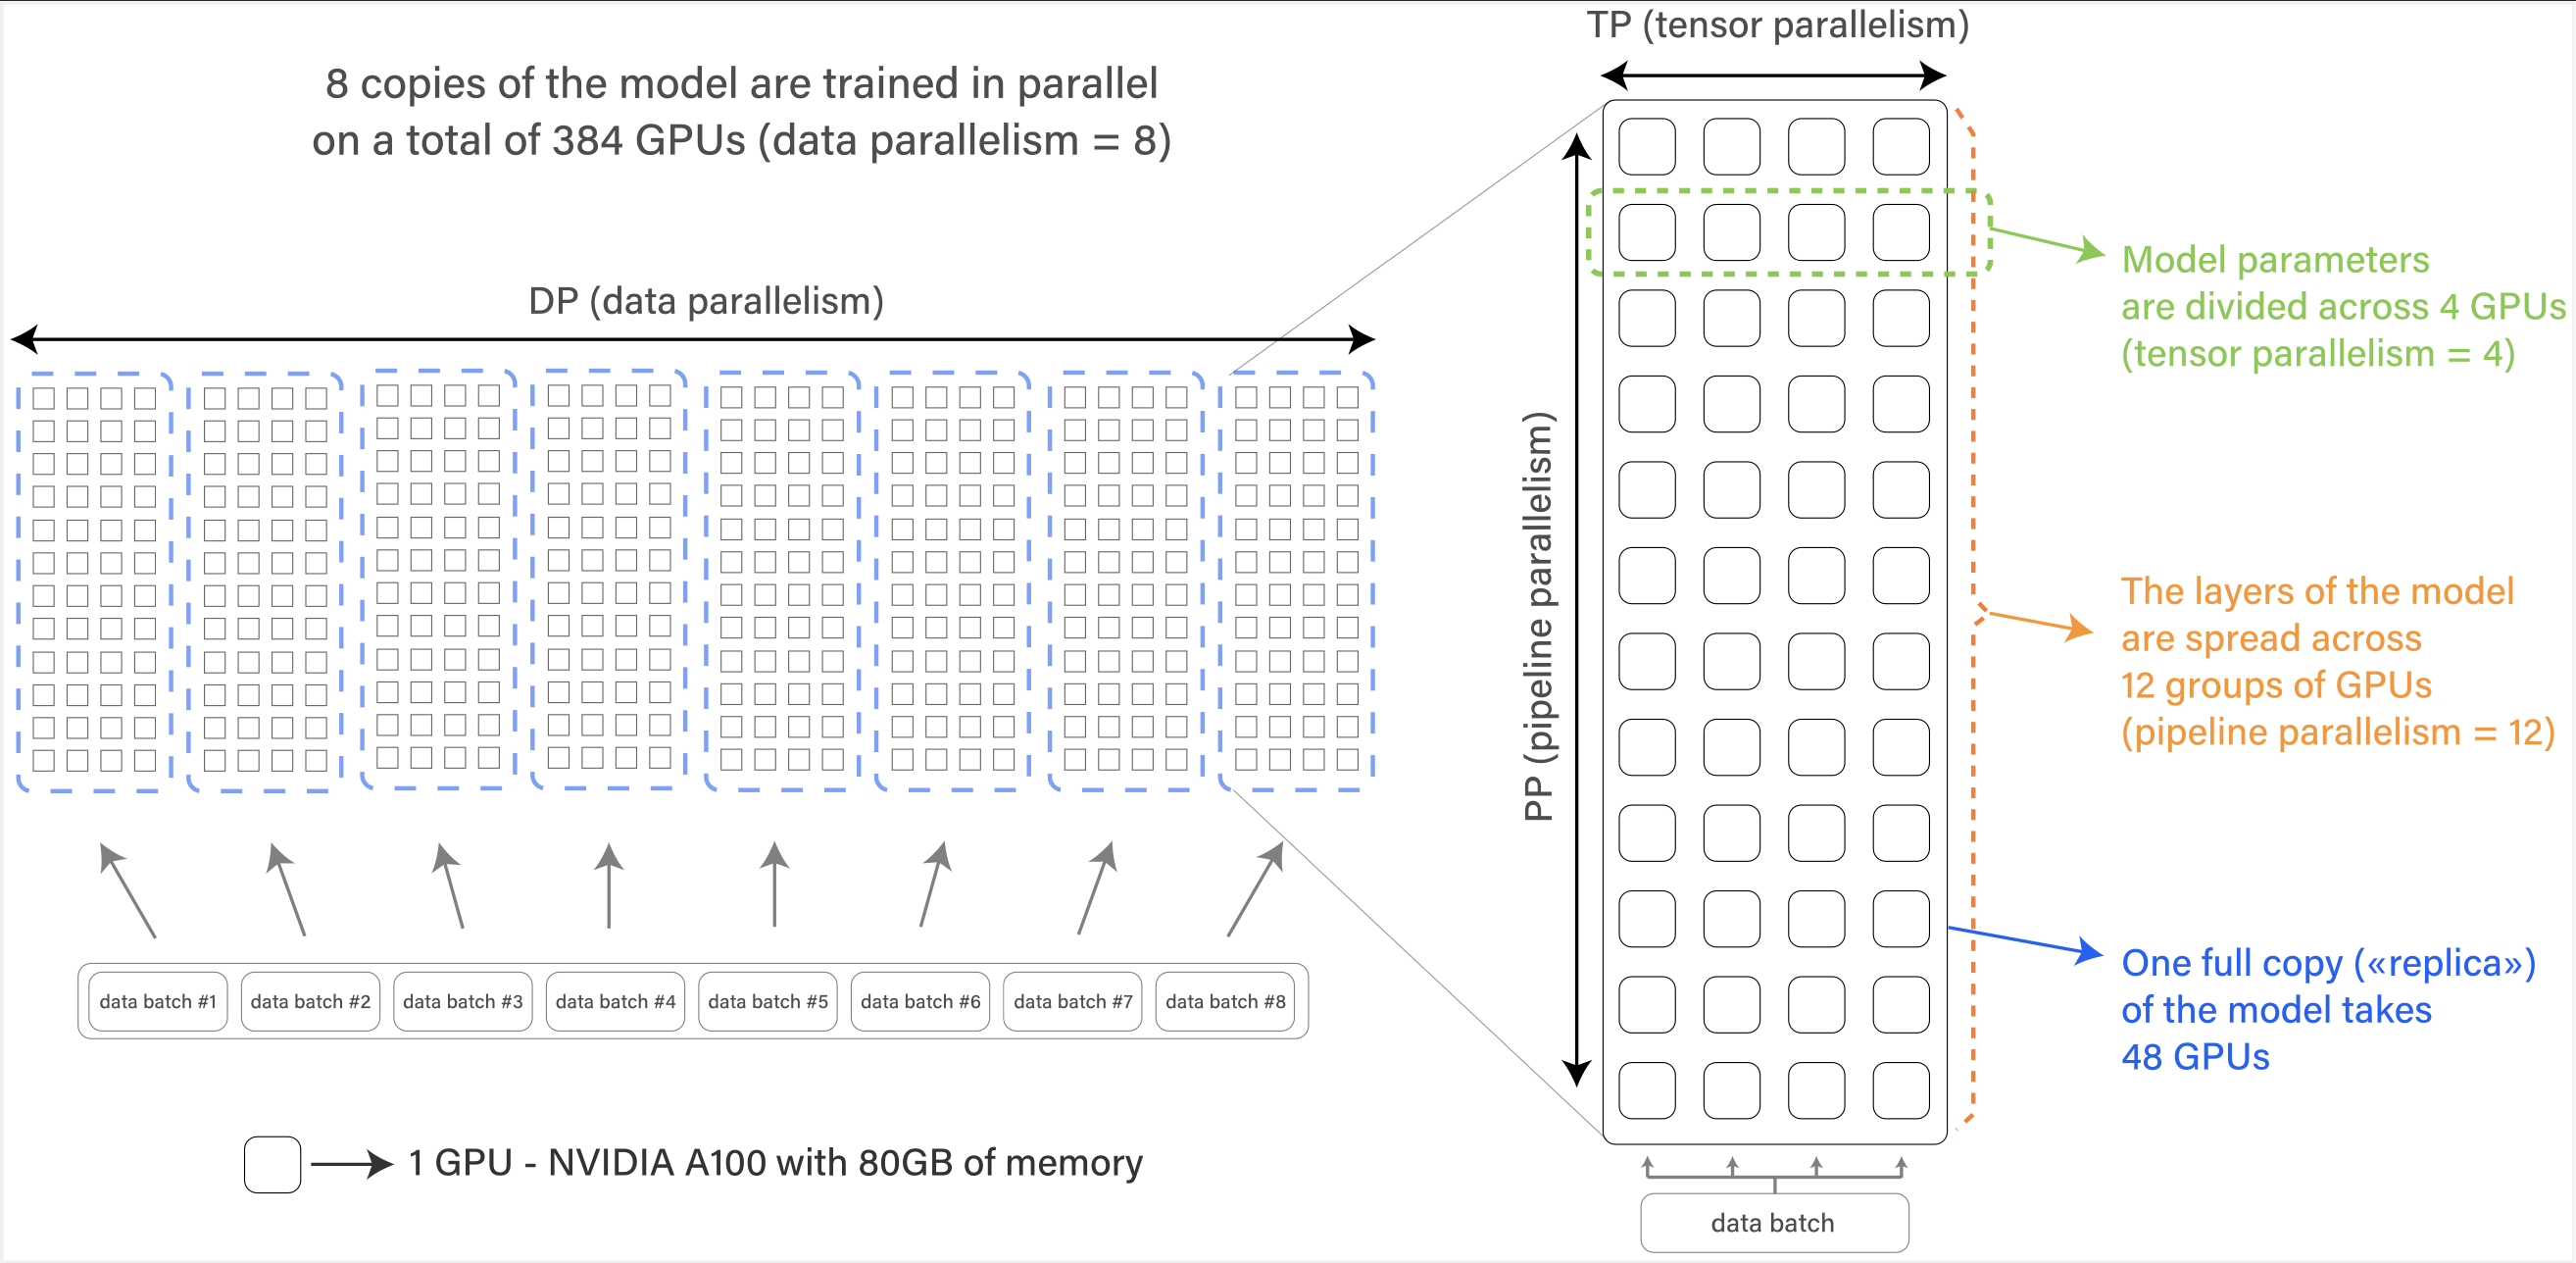 TP (tensor parallelism)
8 copies of the model are trained in parallel
on a total of 384 GPUs (data parallelism = 8)
DP (data parallelism)
PP (pipeline parallelism)
Model parameters
are divided across 4 GPUs
(tensor parallelism = 4)
The layers of the model
are spread across
12 groups of GPUs
(pipeline parallelism = 12)
One full copy («replica»)
of the model takes
48 GPUs
data batch #1
data batch #2
data batch #3
data batch #4
data batch #5
data batch #6
data batch #7
data batch #8
1 GPU - NVIDIA A100 with 80GB of memory
data batch